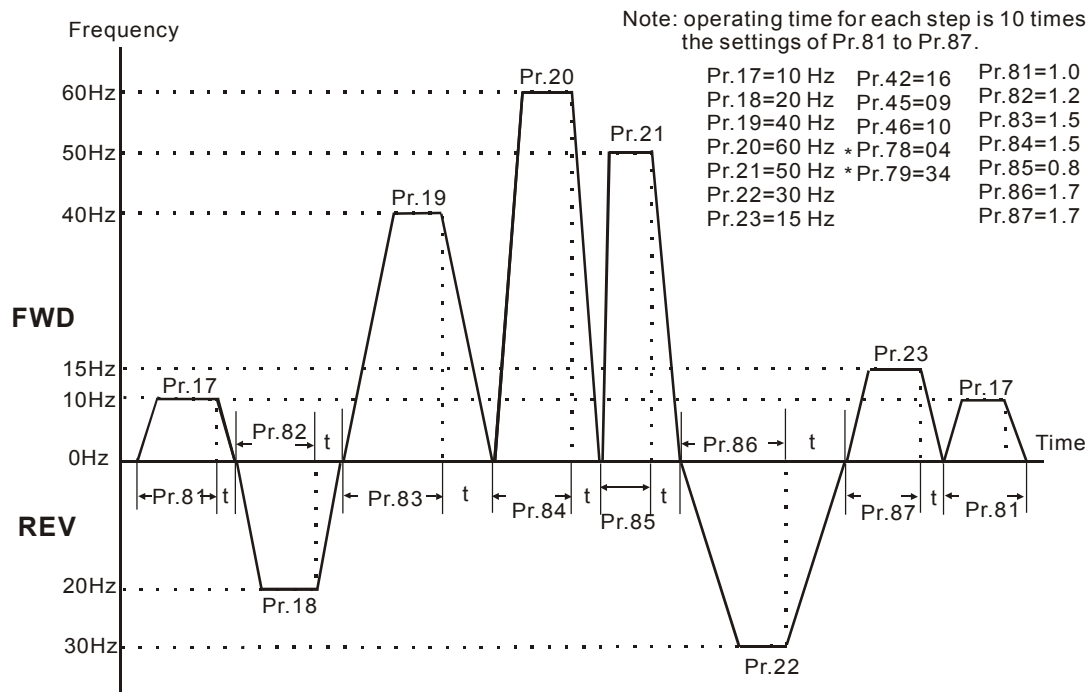 Note: operating time for each step is 10 times
the settings of Pr.81 to Pr.87.
Frequency
Pr.17=10 Hz
Pr.18=20 Hz
Pr.19=40 Hz
Pr.20=60 Hz
Pr.21=50 Hz
Pr.22=30 Hz
Pr.23=15 Hz
Pr.42=16
Pr.45=09
Pr.46=10
*Pr.78=04
*Pr.79=34
Pr.81=1.0
Pr.82=1.2
Pr.83=1.5
Pr.84=1.5
Pr.85=0.8
Pr.86=1.7
Pr.87=1.7
Pr.20
60Hz
Pr.21
50Hz
Pr.19
40Hz
FWD
Pr.23
15Hz
Pr.17
Pr.17
10Hz
Pr.82
t
Pr.86
t
Time
0Hz
Pr.81
t
Pr.83
t
Pr.84
t
Pr.85
t
Pr.87
t
Pr.81
REV
20Hz
Pr.18
30Hz
Pr.22